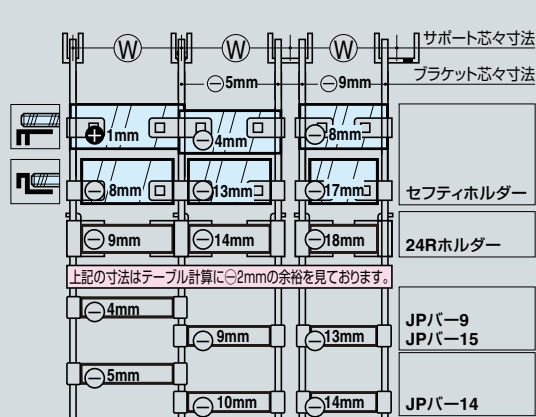 サポート芯々寸法
W W W
ブラケット芯々寸法
⊖5mm ⊖9mm
⊕1mm ⊖4mm ⊖8mm
⊖8mm ⊖13mm ⊖17mm
セフティホルダー
⊖9mm ⊖14mm ⊖18mm
24Rホルダー
上記の寸法はテーブル計算に⊖2mmの余裕を見ております。
⊖4mm
⊖9mm ⊖13mm
JPバー9
JPバー15
⊖5mm
⊖10mm ⊖14mm
JPバー14